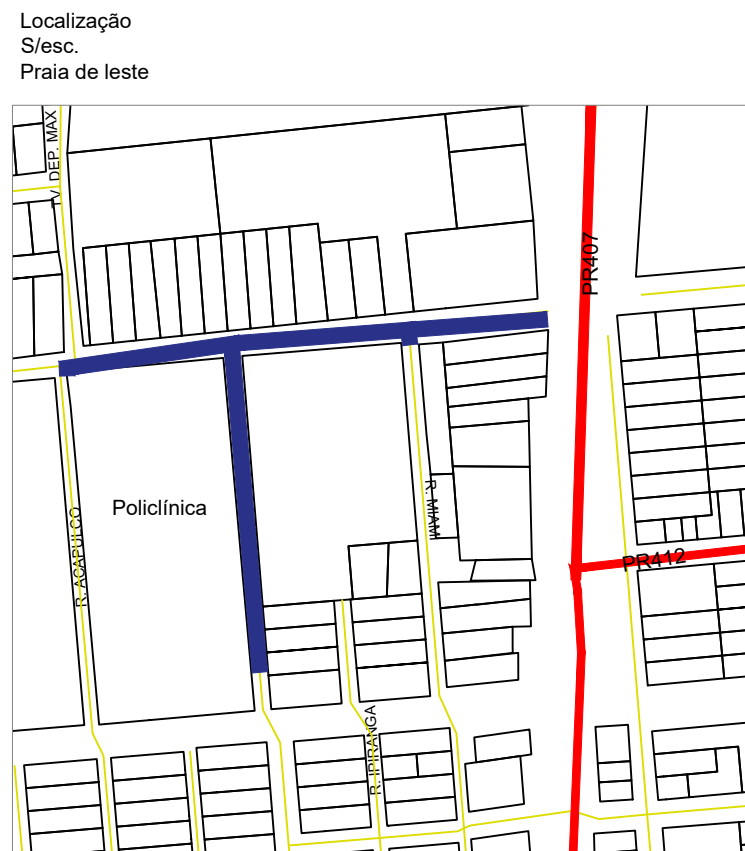 Localização
S/esc.
Praia de leste
TV. DEP. MAX
PR407
R. MIAMI
Policlínica
R. ACAPULCO
PR412
R. IPIRANGA